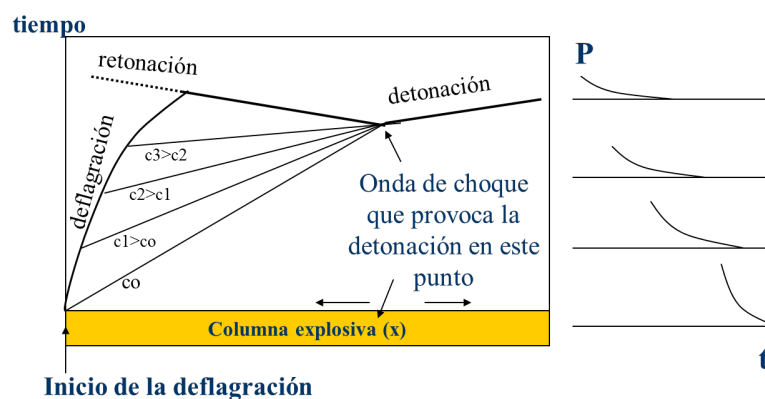 tiempo
retonación
detonación
deflagración
c3>c2
c2>c1
c1>co
co
Onda de choque
que provoca la
detonación en este
punto
Columna explosiva (x)
Inicio de la deflagración
P
t